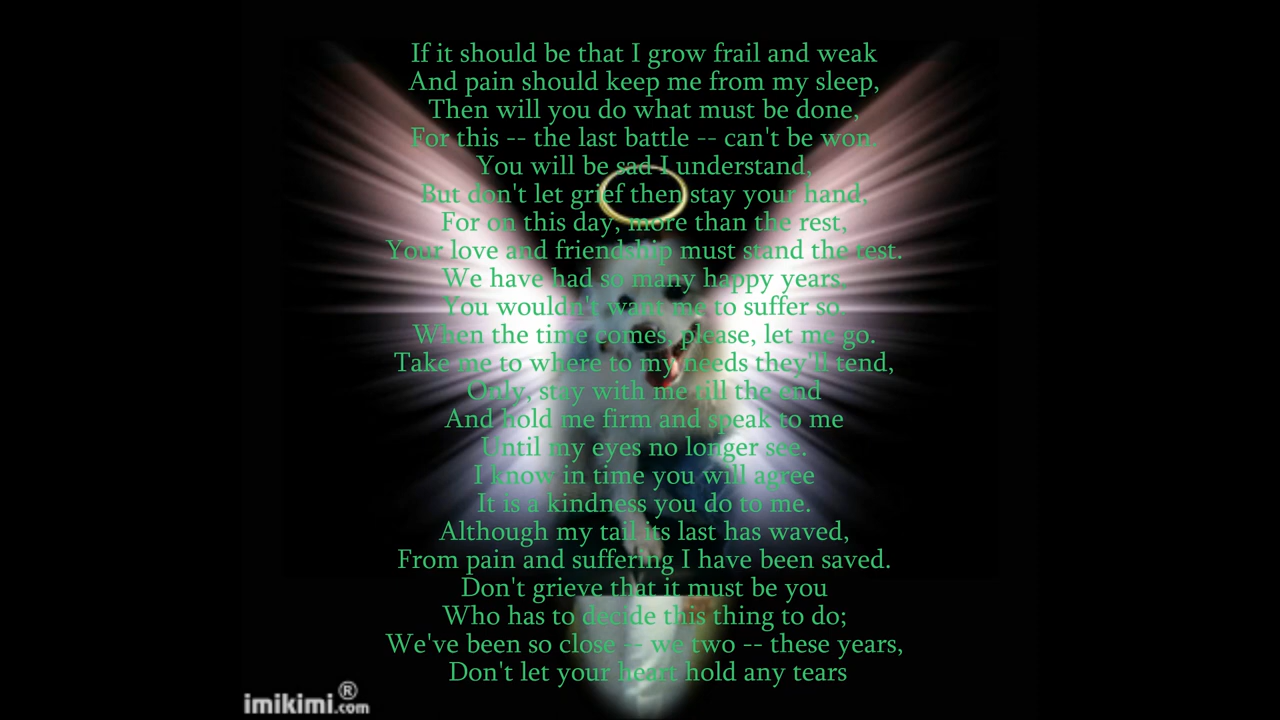 If it should be that I grow frail and weak
And pain should keep me from my sleep,
Then will you do what must be done,
For this -- the last battle -- can't be won.
You will be sad I understand,
But don't let grief then stay your hand,
For on this day, more than the rest,
Your love and friendship must stand the test.
We have had so many happy years,
You wouldn't want me to suffer so.
When the time comes, please, let me go.
Take me to where to my needs they'll tend,
Only, stay with me till the end
And hold me firm and speak to me
Until my eyes no longer see.
I know in time you will agree
It is a kindness you do to me.
Although my tail its last has waved,
From pain and suffering I have been saved.
Don't grieve that it must be you
Who has to decide this thing to do;
We've been so close -- we two -- these years,
Don't let your heart hold any tears
imikimi.com®